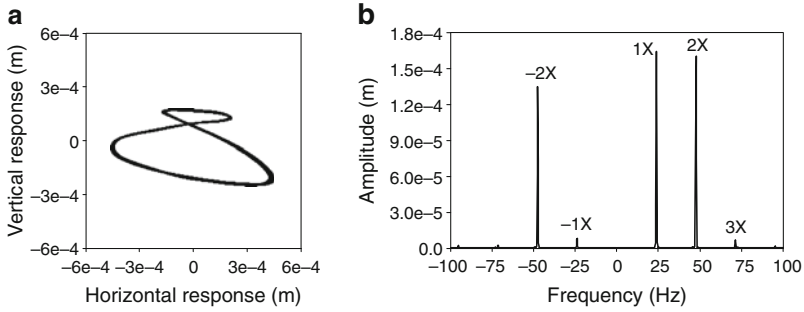 a
Vertical response (m)
6e–4
3e–4
0
–3e–4
–6e–4
–6e–4 –3e–4 0 3e–4 6e–4
Horizontal response (m)
b
Amplitude (m)
1.8e–4
1.5e–4
1.2e–4
9.0e–5
6.0e–5
3.0e–5
0.0
–2X
–1X
1X
2X
3X
–100 –75 –50 –25 0 25 50 75 100
Frequency (Hz)